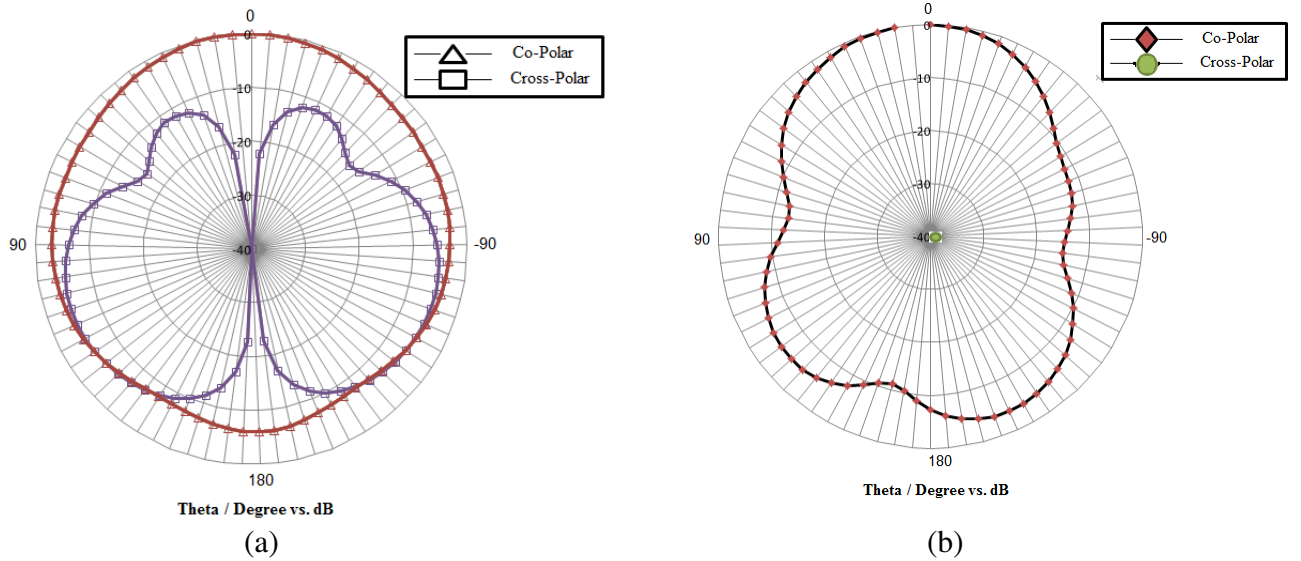 0
0
-10
-20
-30
-40
90
-90
180
Co-Polar
Cross-Polar
Theta / Degree vs. dB
(a)
0
0
-10
-20
-30
-40
90
-90
180
Co-Polar
Cross-Polar
Theta / Degree vs. dB
(b)